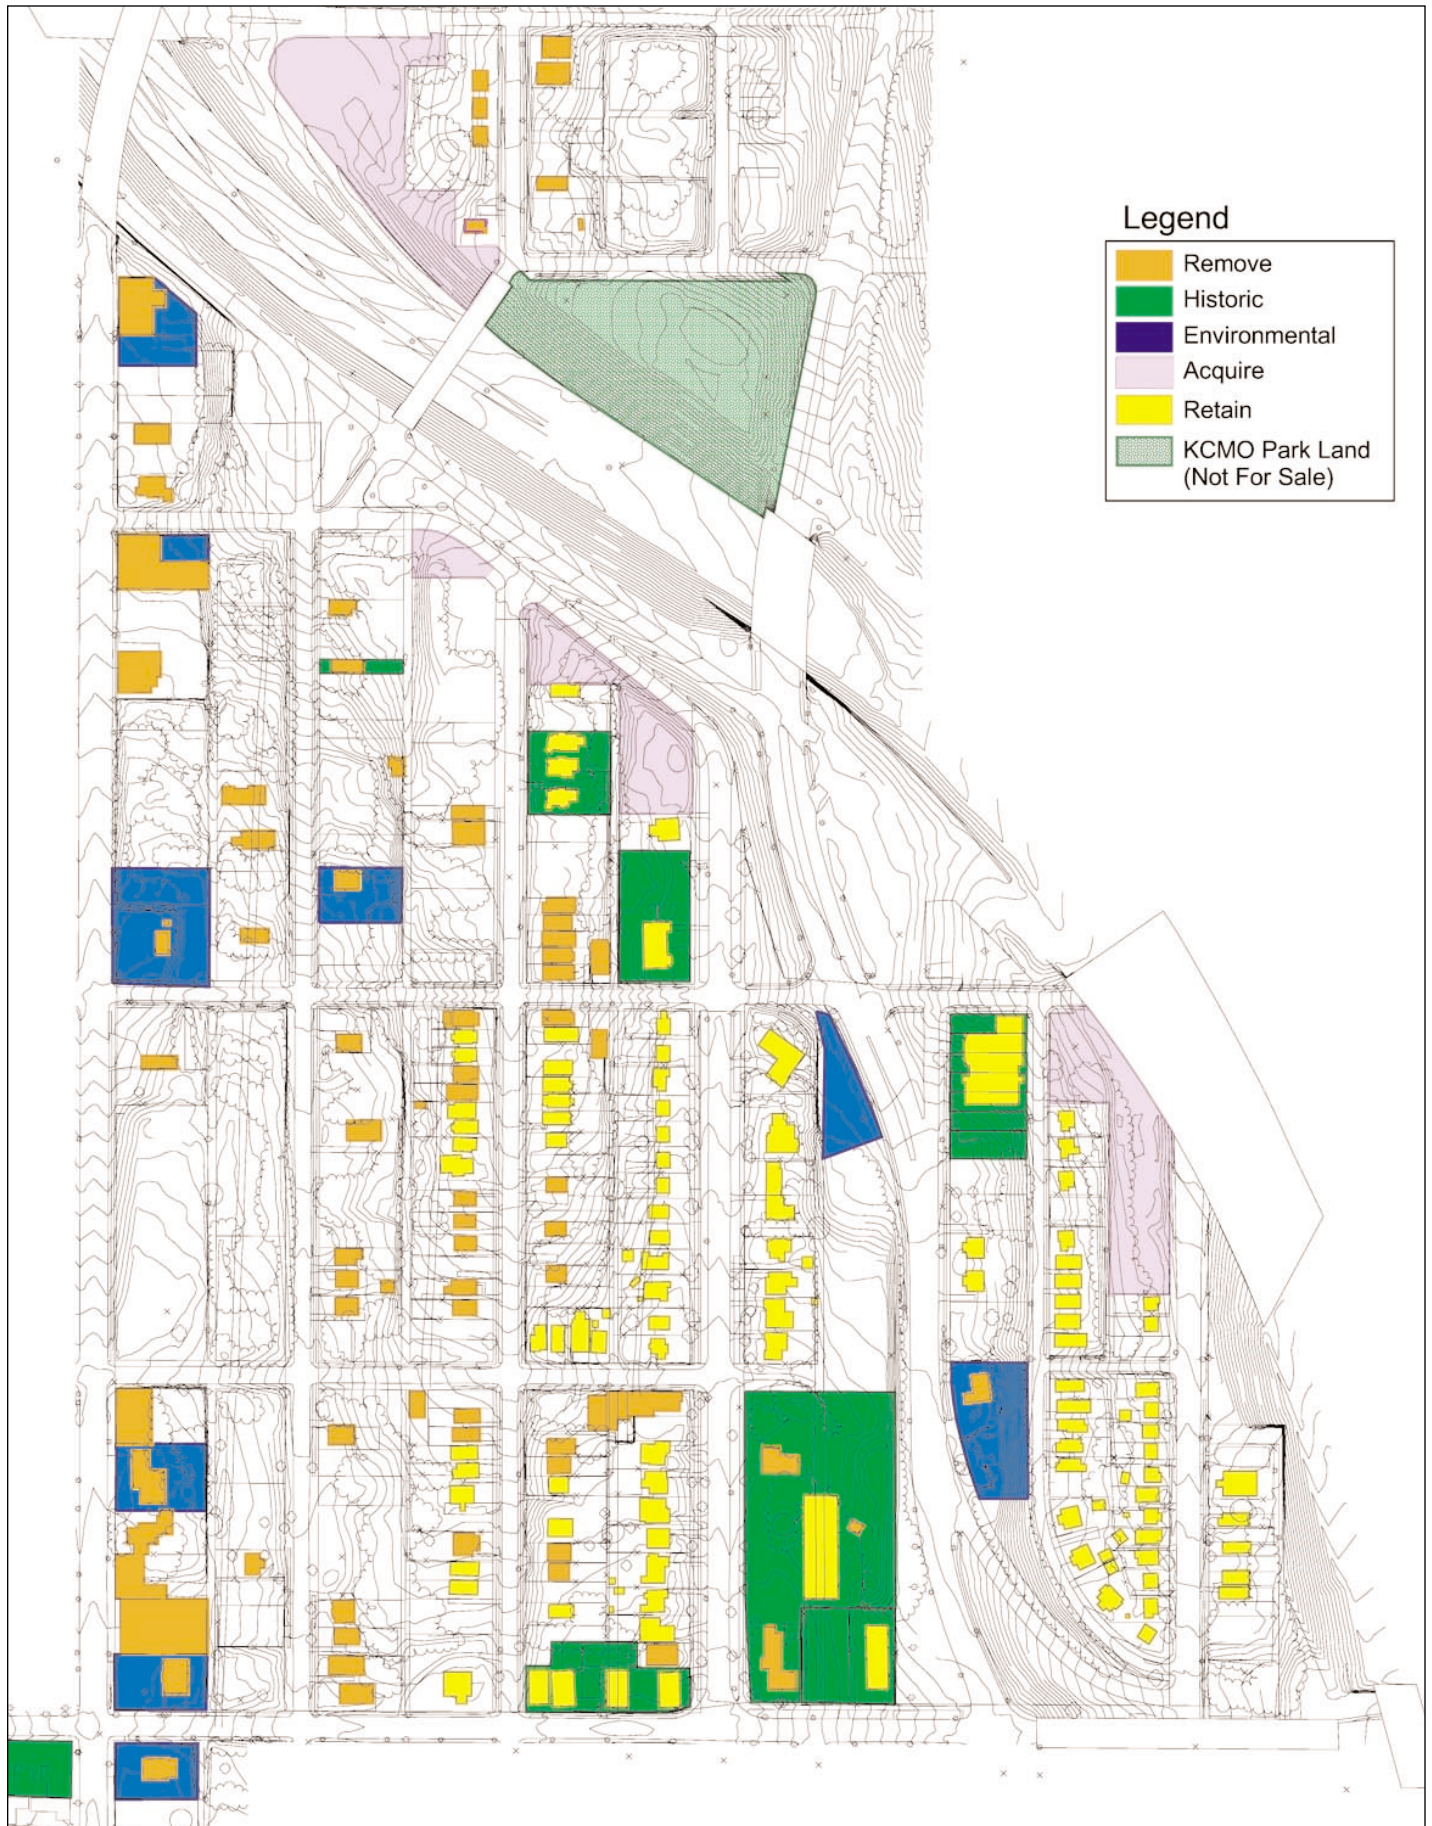 Legend
Remove
Historic
Environmental
Acquire
Retain
KCMO Park Land
(Not For Sale)